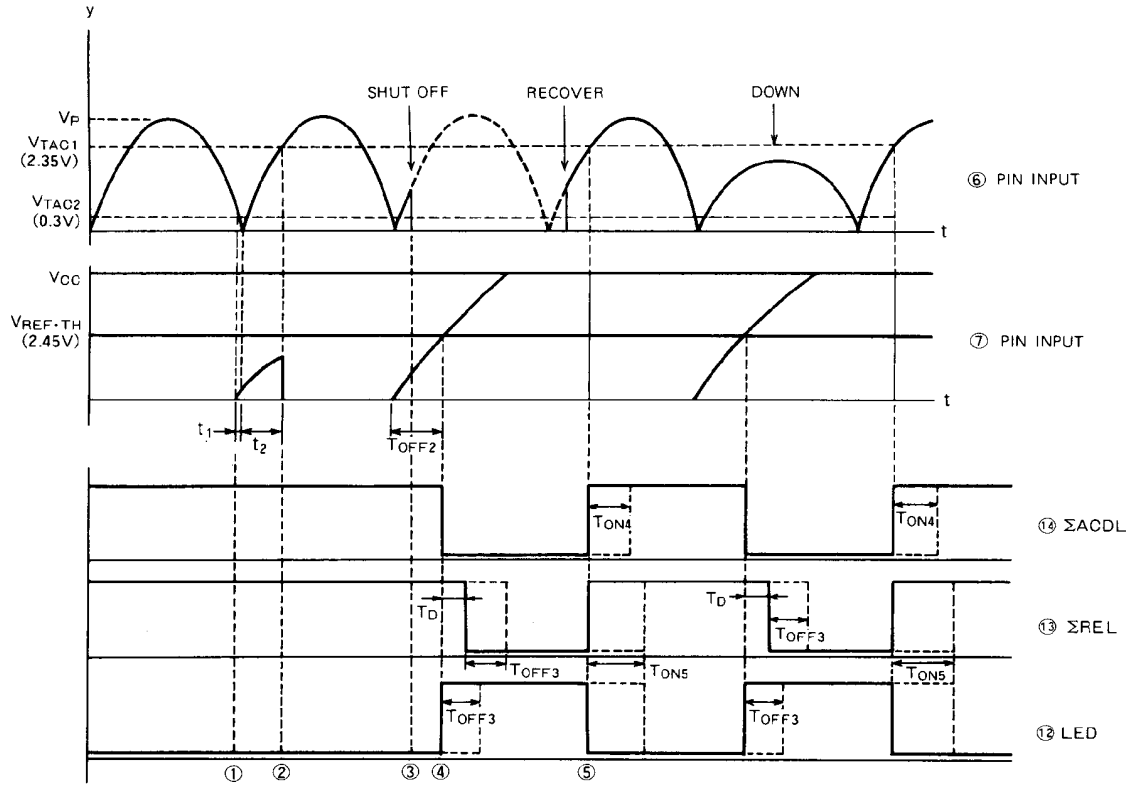 y
SHUT OFF
RECOVER
DOWN
VP
VTAC1
(2.35V)
VTAC2
(0.3V)
t
⑥ PIN INPUT
VCC
VREF·TH
(2.45V)
t
⑦ PIN INPUT
t1
t2
TOFF2
TON4
TON4
⑭ ΣACDL
TD
TOFF3
TON5
TD
TOFF3
TON5
⑬ ΣREL
TOFF3
TOFF3
⑫ LED
① ② ③ ④ ⑤